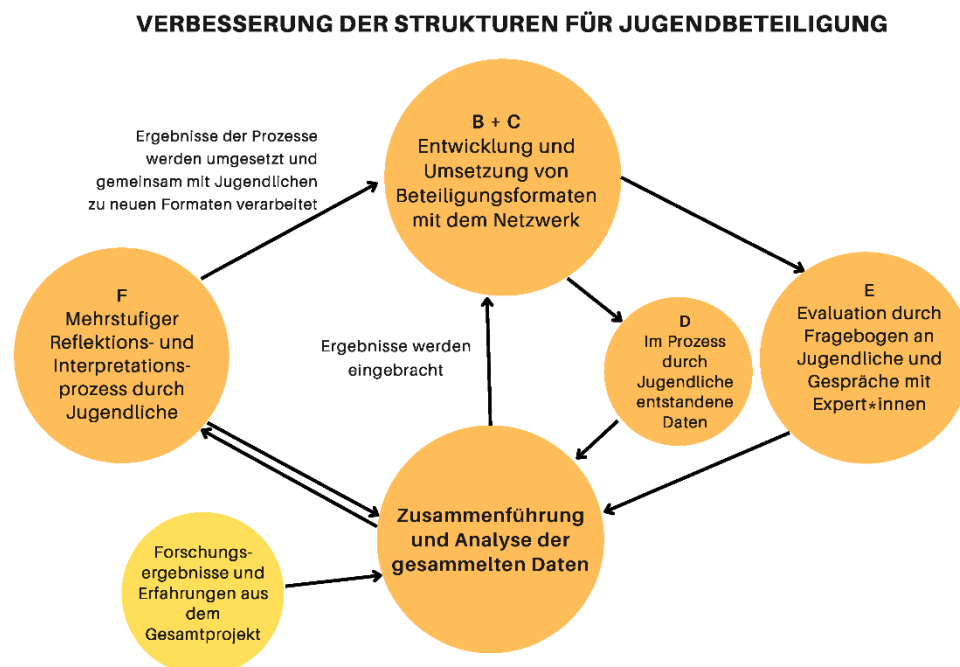 VERBESSERUNG DER STRUKTUREN FÜR JUGENDBETEILIGUNG
Ergebnisse der Prozesse
werden umgesetzt und
gemeinsam mit Jugendlichen
zu neuen Formaten verarbeitet
B + C
Entwicklung und
Umsetzung von
Beteiligungsformaten
mit dem Netzwerk
F
Mehrstufiger
Reflektions- und
Interpretations-
prozess durch
Jugendliche
Ergebnisse werden
eingebracht
D
Im Prozess
durch
Jugendliche
entstandene
Daten
E
Evaluation durch
Fragebogen an
Jugendliche und
Gespräche mit
Expert*innen
Zusammenführung
und Analyse der
gesammelten Daten
Forschungs-
ergebnisse und
Erfahrungen aus
dem
Gesamtprojekt